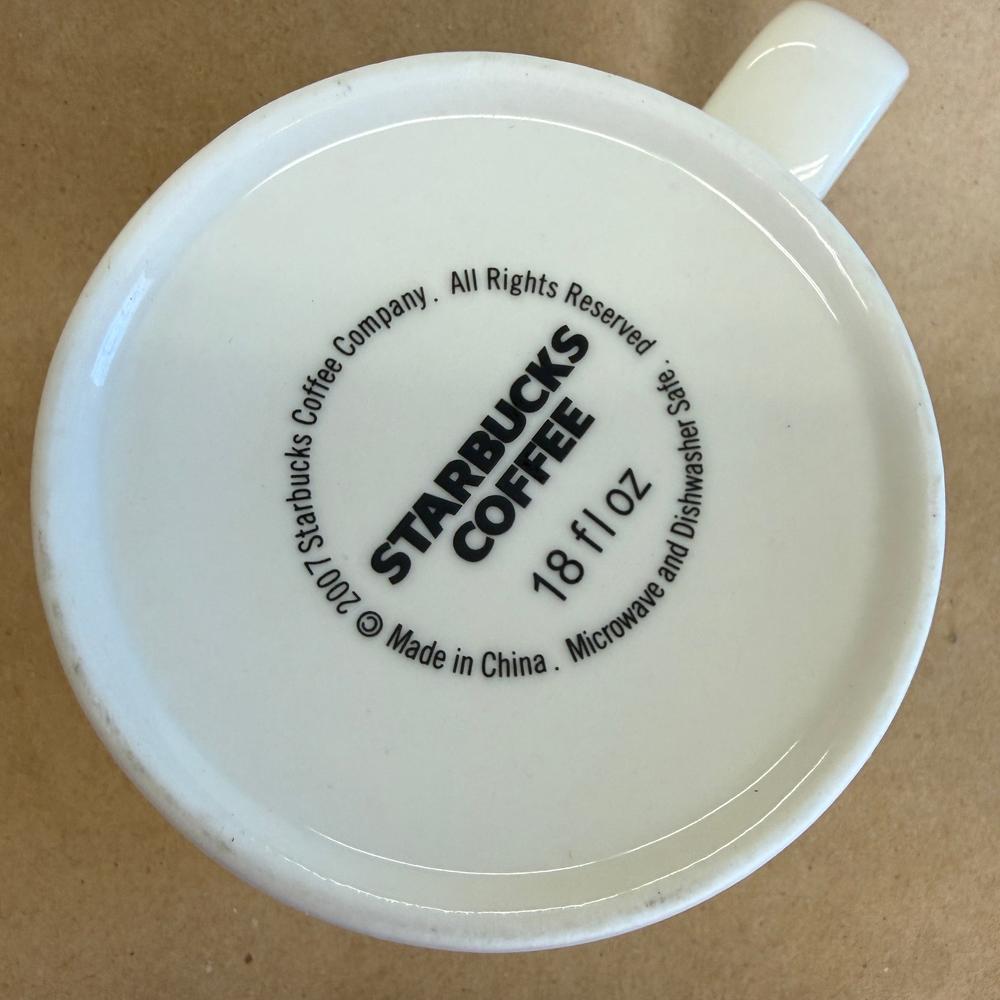 © 2007 Starbucks Coffee Company. All Rights Reserved
STARBUCKS
COFFEE
18 fl oz
Made in China. Microwave and Dishwasher Safe.